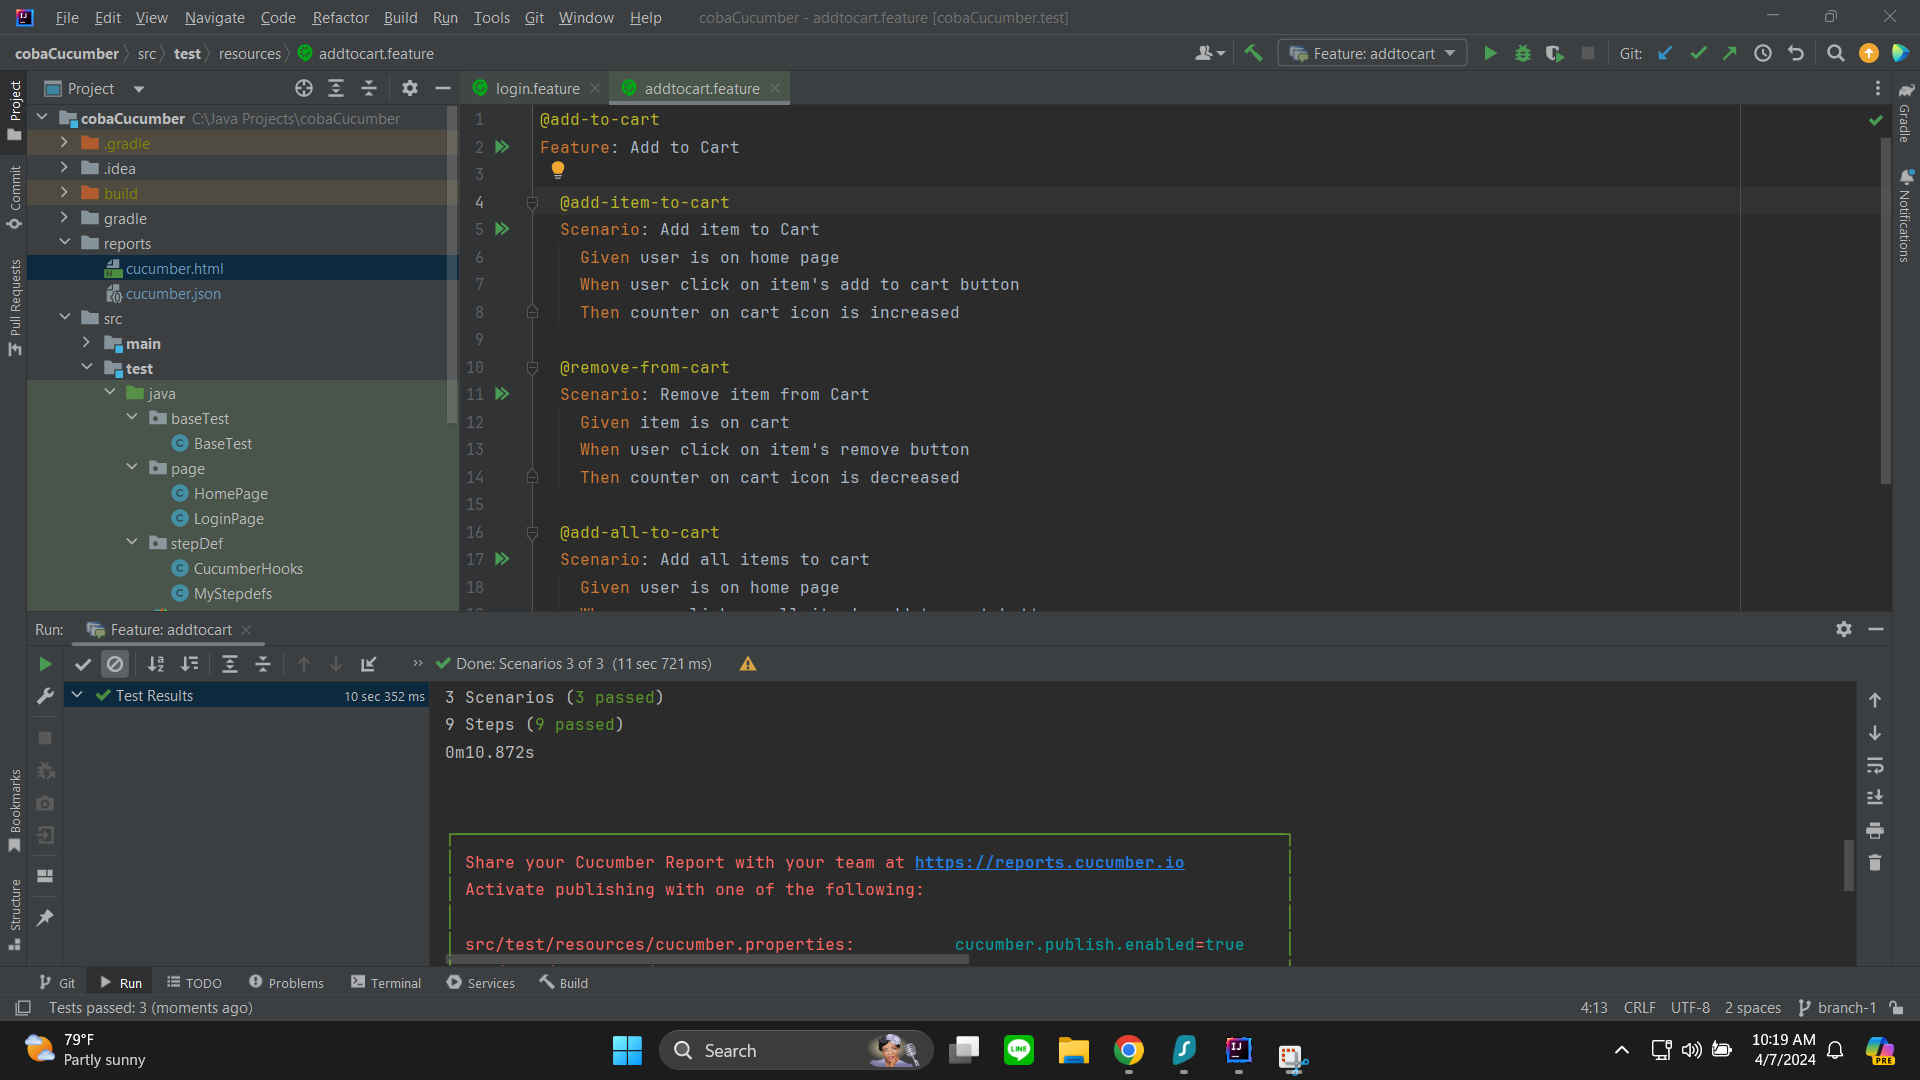 File Edit View Navigate Code Refactor Build Run Tools Git Window Help cobaCucumber - addtocart.feature [cobaCucumber.test]
cobaCucumber src test resources addtocart.feature
Feature: addtocart
Git:
Project
login.feature
addtocart.feature
Project
Commit
Pull Requests
Bookmarks
Structure
Gradle
Notifications
cobaCucumber C:\Java Projects\cobaCucumber
.gradle
.idea
build
gradle
reports
cucumber.html
cucumber.json
src
main
test
java
baseTest
BaseTest
page
HomePage
LoginPage
stepDef
CucumberHooks
MyStepdefs
1 @add-to-cart
2 Feature: Add to Cart
3
4 @add-item-to-cart
5 Scenario: Add item to Cart
6 Given user is on home page
7 When user click on item's add to cart button
8 Then counter on cart icon is increased
9
10 @remove-from-cart
11 Scenario: Remove item from Cart
12 Given item is on cart
13 When user click on item's remove button
14 Then counter on cart icon is decreased
15
16 @add-all-to-cart
17 Scenario: Add all items to cart
18 Given user is on home page
Run: Feature: addtocart
Done: Scenarios 3 of 3 (11 sec 721 ms)
Test Results 10 sec 352 ms
3 Scenarios (3 passed)
9 Steps (9 passed)
0m10.872s
Share your Cucumber Report with your team at https://reports.cucumber.io
Activate publishing with one of the following:
src/test/resources/cucumber.properties: cucumber.publish.enabled=true
Git Run TODO Problems Terminal Services Build
Tests passed: 3 (moments ago)
4:13 CRLF UTF-8 2 spaces branch-1
79°F
Partly sunny
Search
LINE
10:19 AM
4/7/2024
PRE